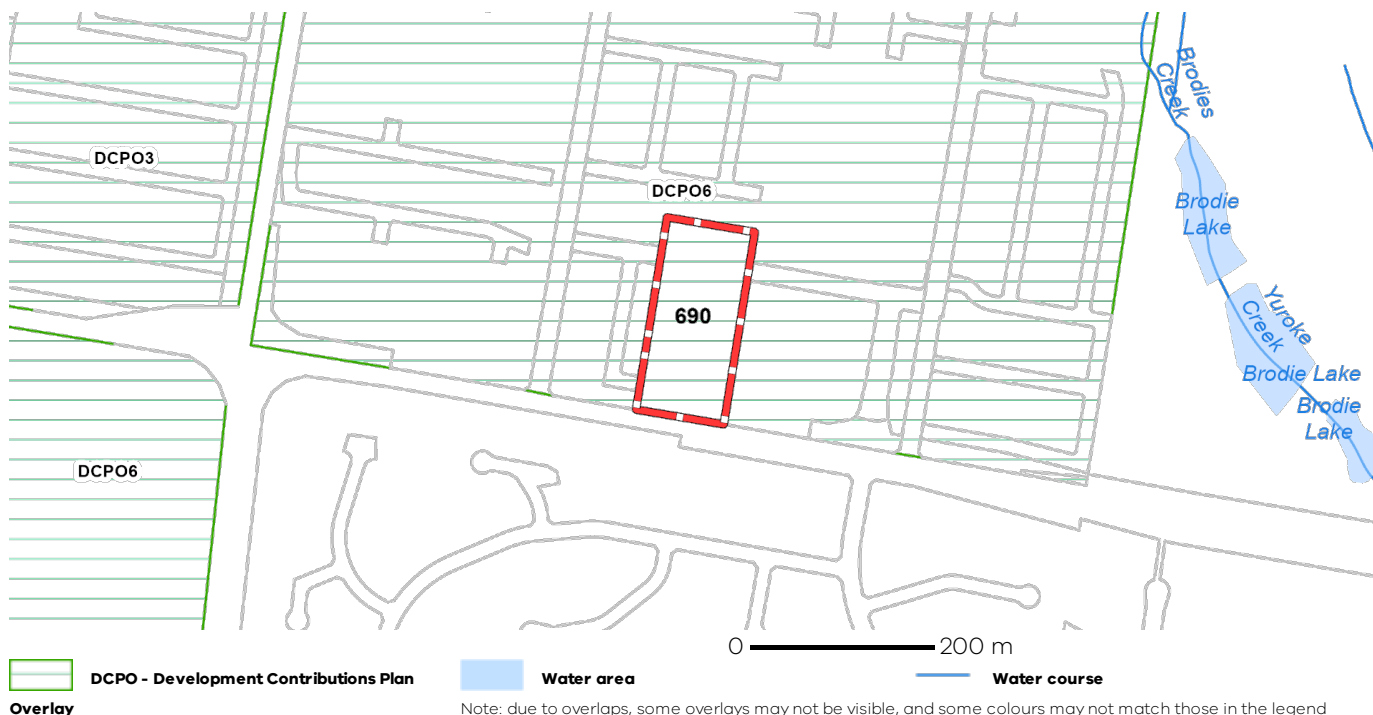 Brodies
Creek
DCPO3
DCPO6
Brodie
Lake
690
Yuroke
Creek
Brodie Lake
Brodie
Lake
DCPO6
0 200 m
DCPO - Development Contributions Plan
Overlay
Water area
Water course
Note: due to overlaps, some overlays may not be visible, and some colours may not match those in the legend